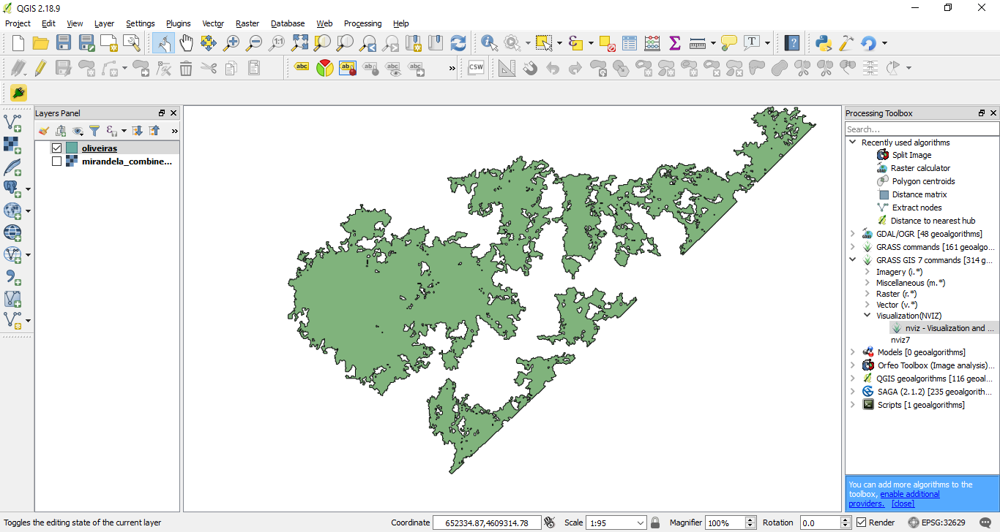 QGIS 2.18.9
Project Edit View Layer Settings Plugins Vector Raster Database Web Processing Help
abc abc ab ab abc abc » CSW
Layers Panel
»
oliveiras
mirandela_combine...
Processing Toolbox
Search...
Recently used algorithms
Split Image
Raster calculator
Polygon centroids
Distance matrix
Extract nodes
Distance to nearest hub
GDAL/OGR [48 geoalgorithms]
GRASS commands [161 geoalgo...
GRASS GIS 7 commands [314 g...
Imagery (i.*)
Miscellaneous (m.*)
Raster (r.*)
Vector (v.*)
Visualization(NVIZ)
nviz - Visualization and ...
nviz7
Models [0 geoalgorithms]
Orfeo Toolbox (Image analysis)...
QGIS geoalgorithms [116 geoal...
SAGA (2.1.2) [235 geoalgorith...
Scripts [1 geoalgorithms]
You can add more algorithms to the
toolbox, enable additional
providers. [close]
Toggles the editing state of the current layer Coordinate 652334.87,4609314.78 Scale 1:95 Magnifier 100% Rotation 0.0 Render EPSG:32629